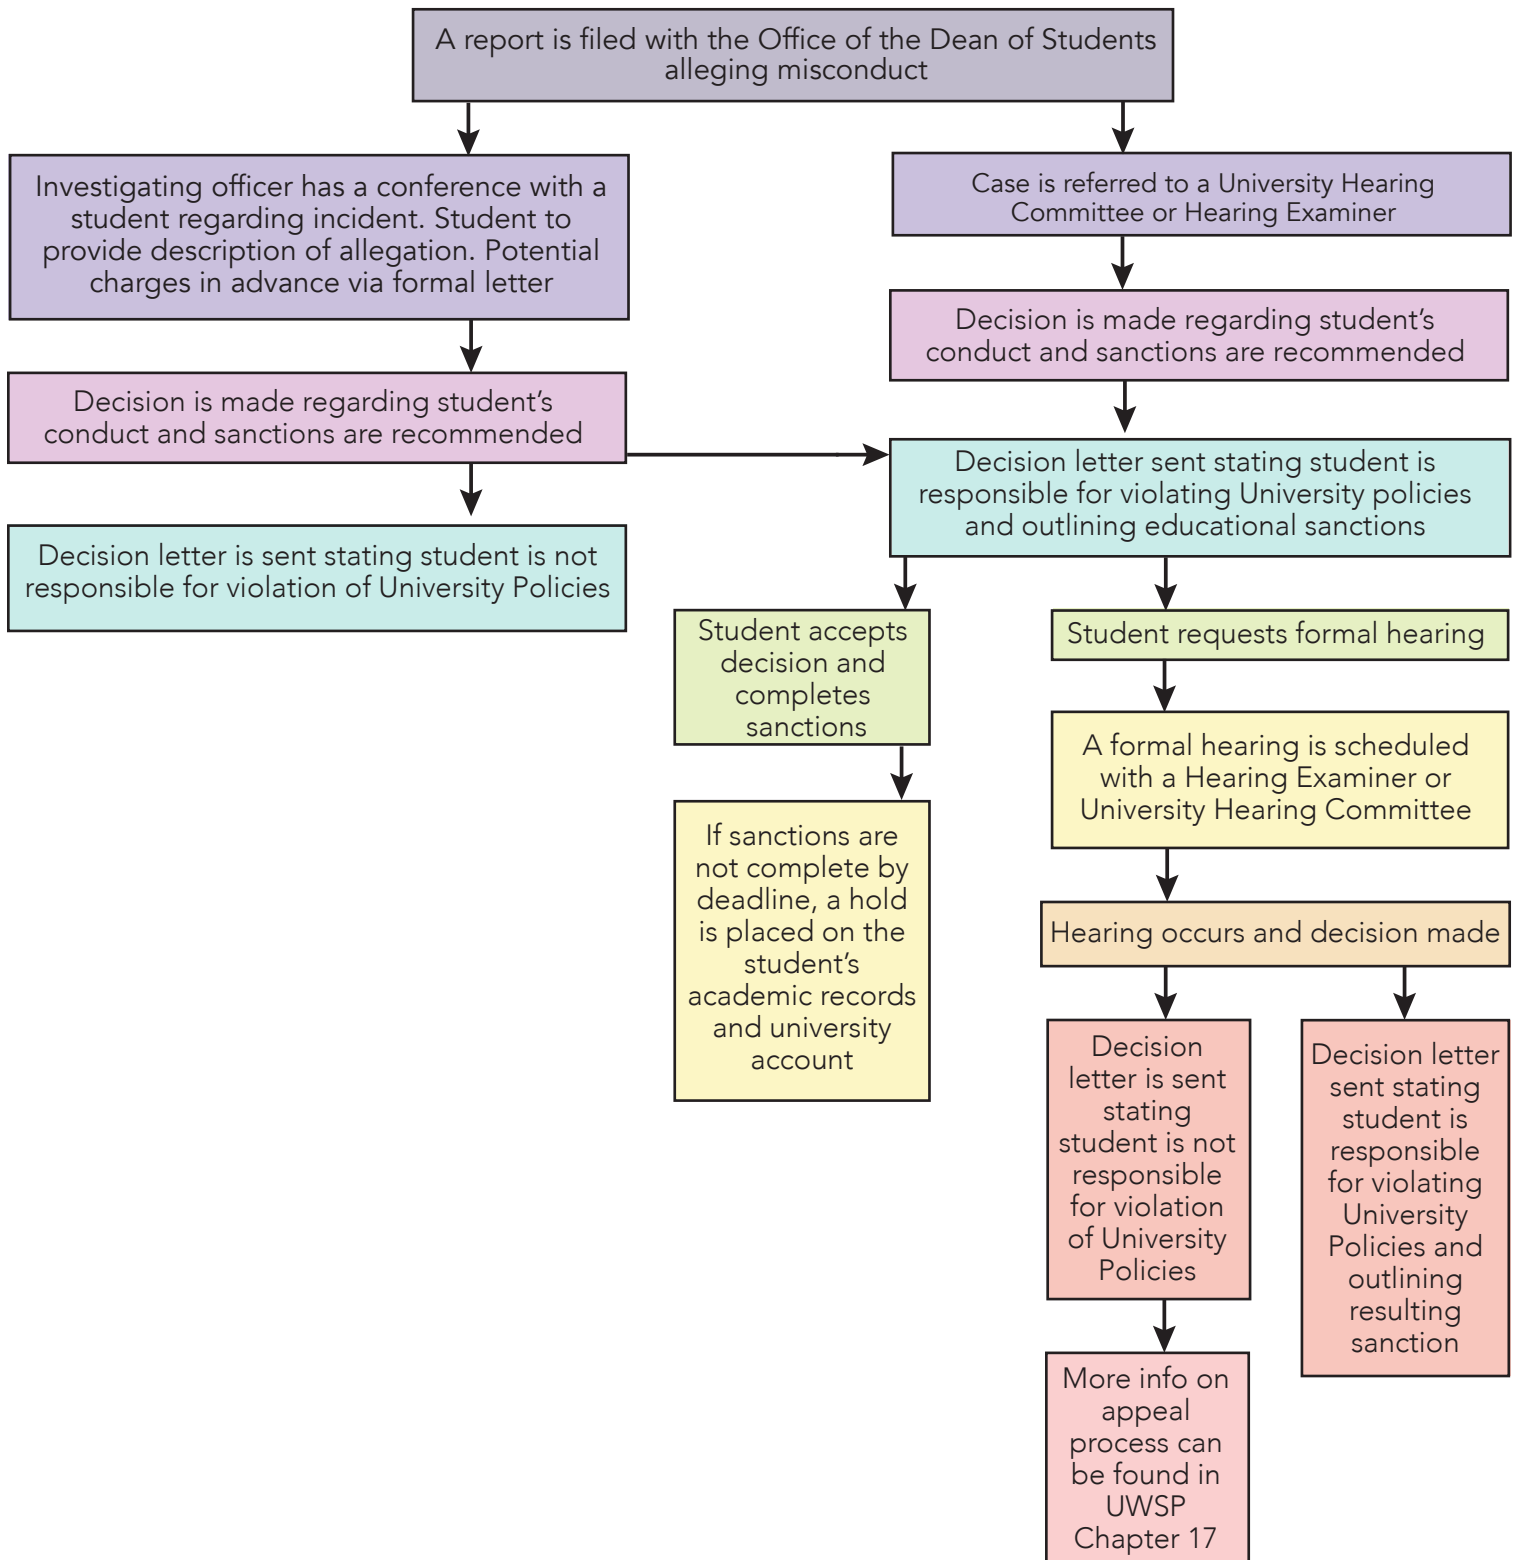 A report is filed with the Office of the Dean of Students
alleging misconduct
Investigating officer has a conference with a
student regarding incident. Student to
provide description of allegation. Potential
charges in advance via formal letter
Case is referred to a University Hearing
Committee or Hearing Examiner
Decision is made regarding student's
conduct and sanctions are recommended
Decision is made regarding student's
conduct and sanctions are recommended
Decision letter sent stating student is
responsible for violating University policies
and outlining educational sanctions
Decision letter is sent stating student is not
responsible for violation of University Policies
Student accepts
decision and
completes
sanctions
Student requests formal hearing
A formal hearing is scheduled
with a Hearing Examiner or
University Hearing Committee
If sanctions are
not complete by
deadline, a hold
is placed on the
student's
academic records
and university
account
Hearing occurs and decision made
Decision
letter is sent
stating
student is not
responsible
for violation
of University
Policies
Decision letter
sent stating
student is
responsible
for violating
University
Policies and
outlining
resulting
sanction
More info on
appeal
process can
be found in
UWSP
Chapter 17